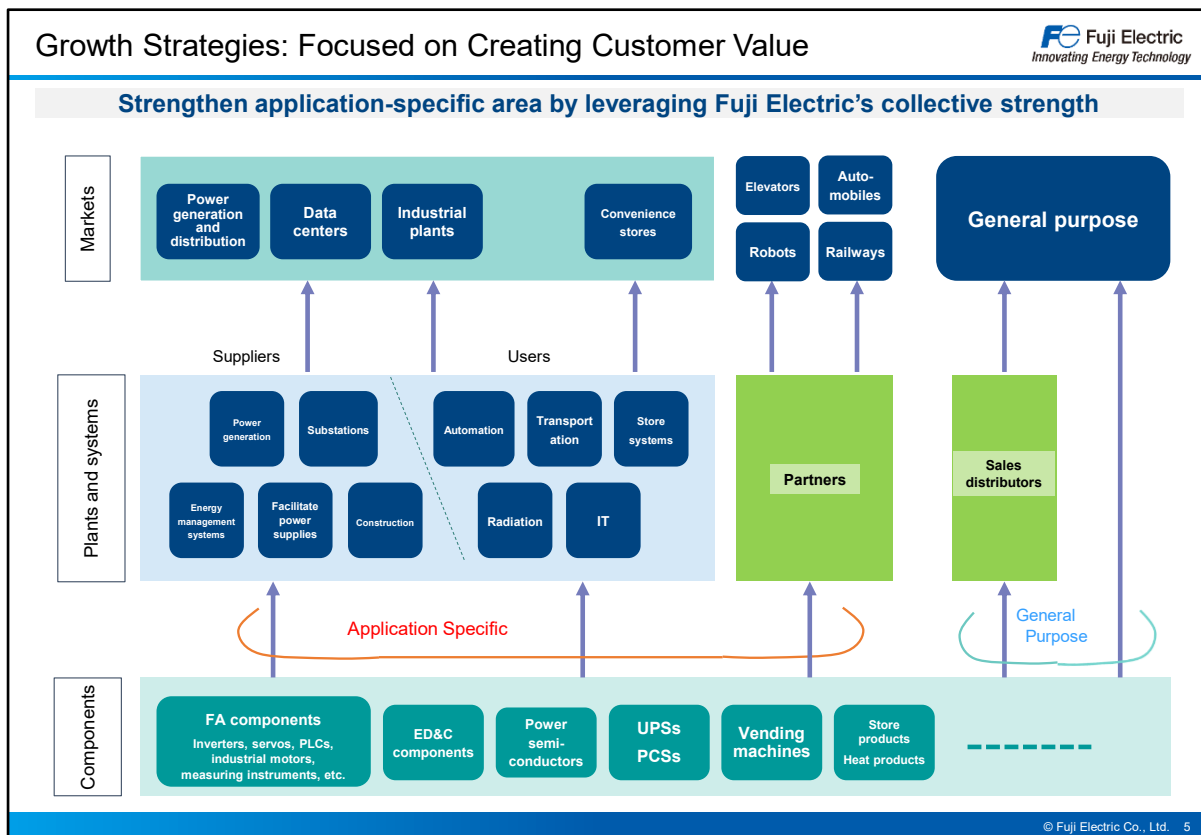 Growth Strategies: Focused on Creating Customer Value
Fe Fuji Electric
Innovating Energy Technology
Strengthen application-specific area by leveraging Fuji Electric's collective strength
Markets
Power
generation
and
distribution
Data
centers
Industrial
plants
Convenience
stores
Elevators
Auto-
mobiles
Robots
Railways
General purpose
Suppliers
Users
Plants and systems
Power
generation
Substations
Automation
Transport
ation
Store
systems
Energy
management
systems
Facilitate
power
supplies
Construction
Radiation
IT
Partners
Sales
distributors
Application Specific
General
Purpose
Components
FA components
Inverters, servos, PLCs,
industrial motors,
measuring instruments, etc.
ED&C
components
Power
semi-
conductors
UPSs
PCSs
Vending
machines
Store
products
Heat products
© Fuji Electric Co., Ltd. 5